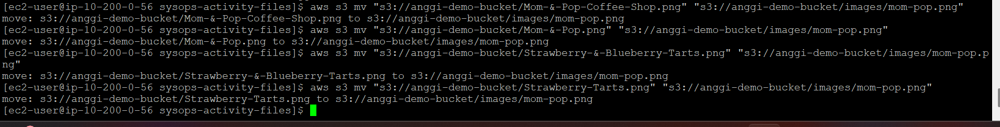 [ec2-user@ip-10-200-0-56 sysops-activity-files]$ aws s3 mv "s3://anggi-demo-bucket/Mom-&-Pop-Coffee-Shop.png" "s3://anggi-demo-bucket/images/mom-pop.png"
move: s3://anggi-demo-bucket/Mom-&-Pop-Coffee-Shop.png to s3://anggi-demo-bucket/images/mom-pop.png
[ec2-user@ip-10-200-0-56 sysops-activity-files]$ aws s3 mv "s3://anggi-demo-bucket/Mom-&-Pop.png" "s3://anggi-demo-bucket/images/mom-pop.png"
move: s3://anggi-demo-bucket/Mom-&-Pop.png to s3://anggi-demo-bucket/images/mom-pop.png
[ec2-user@ip-10-200-0-56 sysops-activity-files]$ aws s3 mv "s3://anggi-demo-bucket/Strawberry-&-Blueberry-Tarts.png" "s3://anggi-demo-bucket/images/mom-pop.p
ng"
move: s3://anggi-demo-bucket/Strawberry-&-Blueberry-Tarts.png to s3://anggi-demo-bucket/images/mom-pop.png
[ec2-user@ip-10-200-0-56 sysops-activity-files]$ aws s3 mv "s3://anggi-demo-bucket/Strawberry-Tarts.png" "s3://anggi-demo-bucket/images/mom-pop.png"
move: s3://anggi-demo-bucket/Strawberry-Tarts.png to s3://anggi-demo-bucket/images/mom-pop.png
[ec2-user@ip-10-200-0-56 sysops-activity-files]$